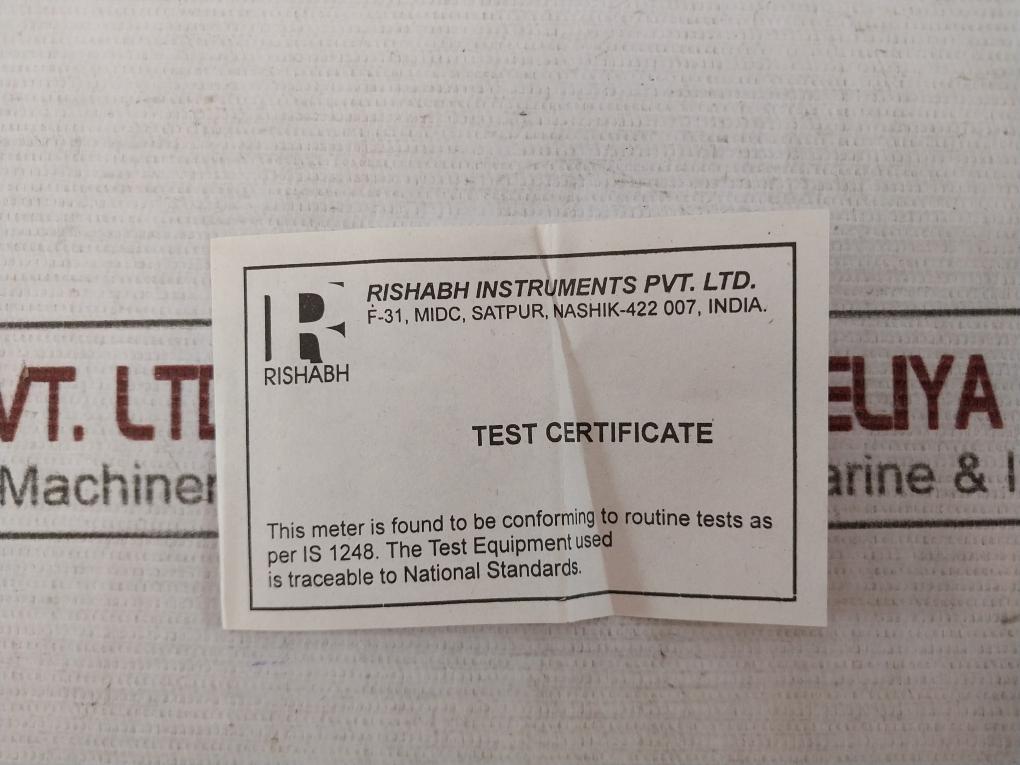 RISHABH INSTRUMENTS PVT. LTD.
F-31, MIDC, SATPUR, NASHIK-422 007, INDIA.
R
RISHABH
TEST CERTIFICATE
This meter is found to be conforming to routine tests as
per IS 1248. The Test Equipment used
is traceable to National Standards.
VT. LTD
ELIYA
Machiner
arine & I